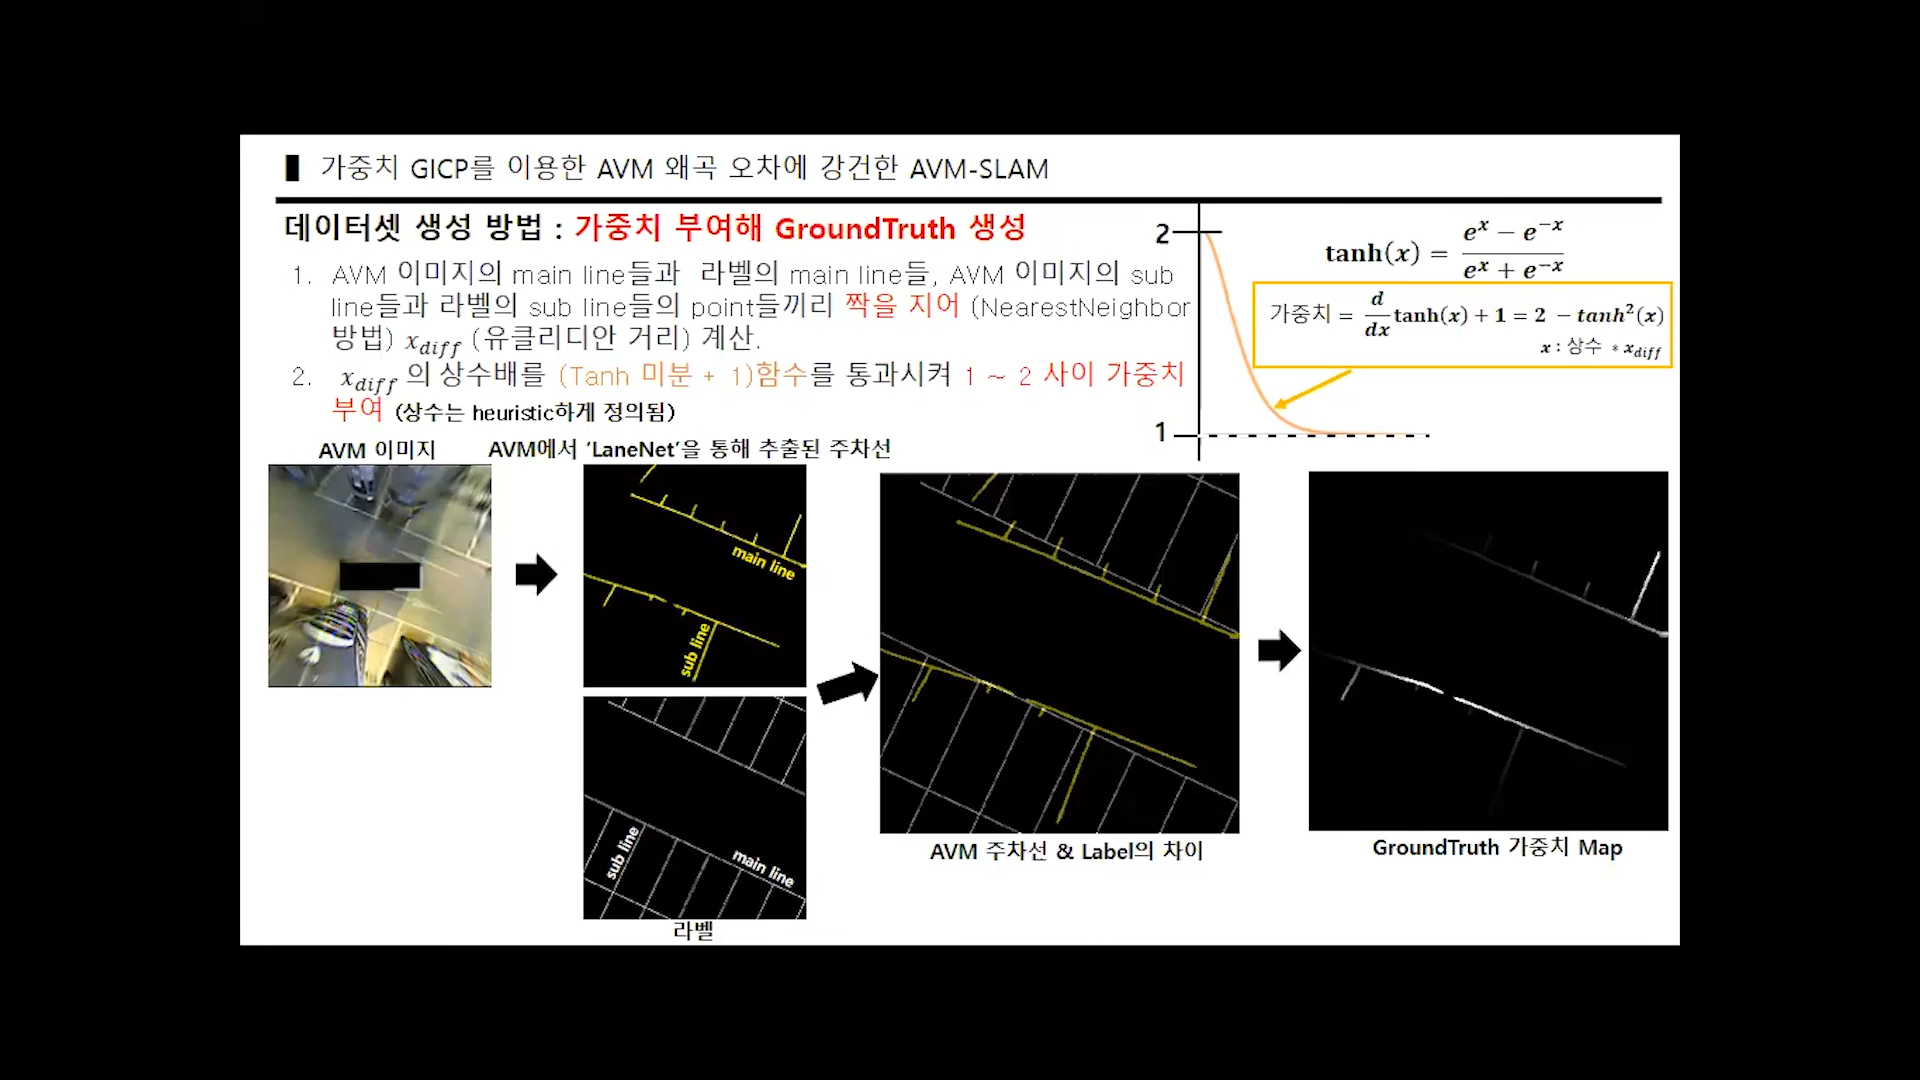 가중치 GICP를 이용한 AVM 왜곡 오차에 강건한 AVM-SLAM
데이터셋 생성 방법 : 가중치 부여해 GroundTruth 생성
1. AVM 이미지의 main line들과 라벨의 main line들, AVM 이미지의 sub
line들과 라벨의 sub line들의 point들끼리 짝을 지어 (NearestNeighbor
방법) x_diff (유클리디안 거리) 계산.
2. x_diff 의 상수배를 (Tanh 미분 + 1)함수를 통과시켜 1 ~ 2 사이 가중치
부여 (상수는 heuristic하게 정의됨)
2
1
tanh(x) = (e^x − e^−x) / (e^x + e^−x)
가중치 = d/dx tanh(x) + 1 = 2 − tanh²(x)
x : 상수 * x_diff
AVM 이미지
AVM에서 ‘LaneNet’을 통해 추출된 주차선
main line
sub line
sub line
main line
라벨
AVM 주차선 & Label의 차이
GroundTruth 가중치 Map